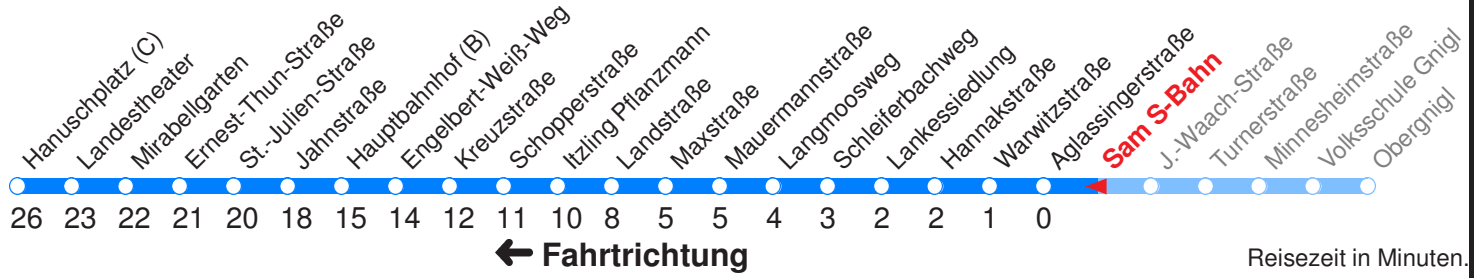 Hanuschplatz (C)
Landestheater
Mirabellgarten
Ernest-Thun-Straße
St.-Julien-Straße
Jahnstraße
Hauptbahnhof (B)
Engelbert-Weiß-Weg
Kreuzstraße
Schopperstraße
Itzling Pflanzmann
Landstraße
Maxstraße
Mauermannstraße
Langmoosweg
Schleiferbachweg
Lankessiedlung
Hannakstraße
Warwitzstraße
Aglassingerstraße
Sam S-Bahn
J.-Waach-Straße
Turnerstraße
Minnesheimstraße
Volksschule Gnigl
Obergnigl
26 23 22 21 20 18 15 14 12 11 10 8 5 5 4 3 2 2 1 0
← Fahrtrichtung
Reisezeit in Minuten.